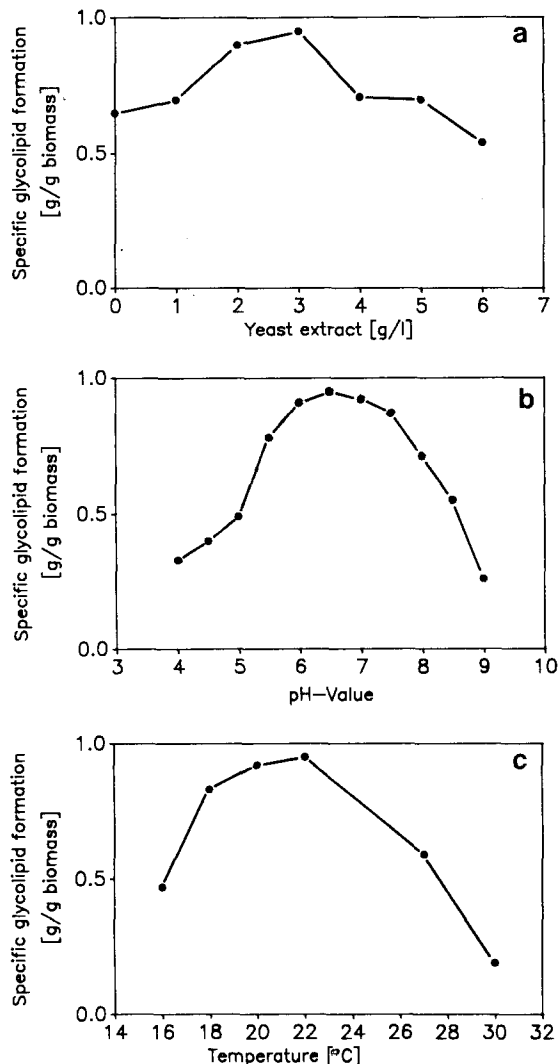 a
Specific glycolipid formation
[g/g biomass]
1.0
0.5
0.0
0 1 2 3 4 5 6 7
Yeast extract [g/l]
b
Specific glycolipid formation
[g/g biomass]
1.0
0.5
0.0
3 4 5 6 7 8 9 10
pH-Value
c
Specific glycolipid formation
[g/g biomass]
1.0
0.5
0.0
14 16 18 20 22 24 26 28 30 32
Temperature [°C]